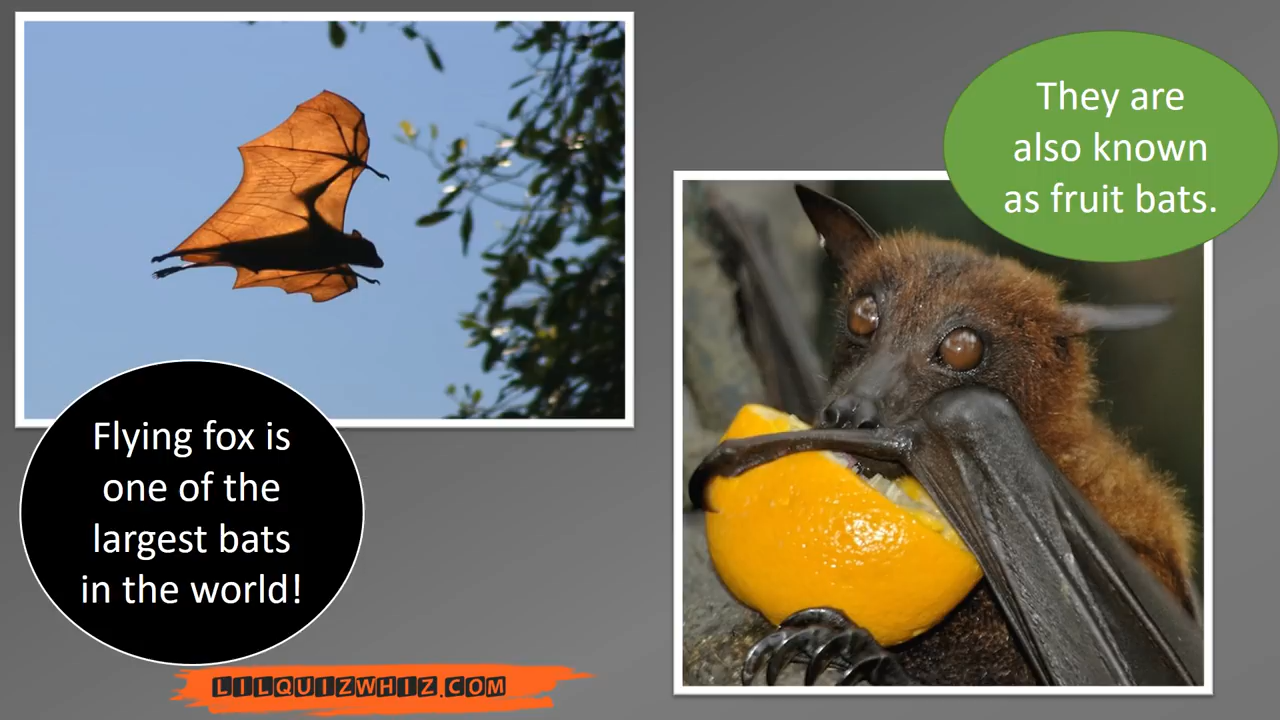 They are
also known
as fruit bats.
Flying fox is
one of the
largest bats
in the world!
LILQUIZWHIZ.COM